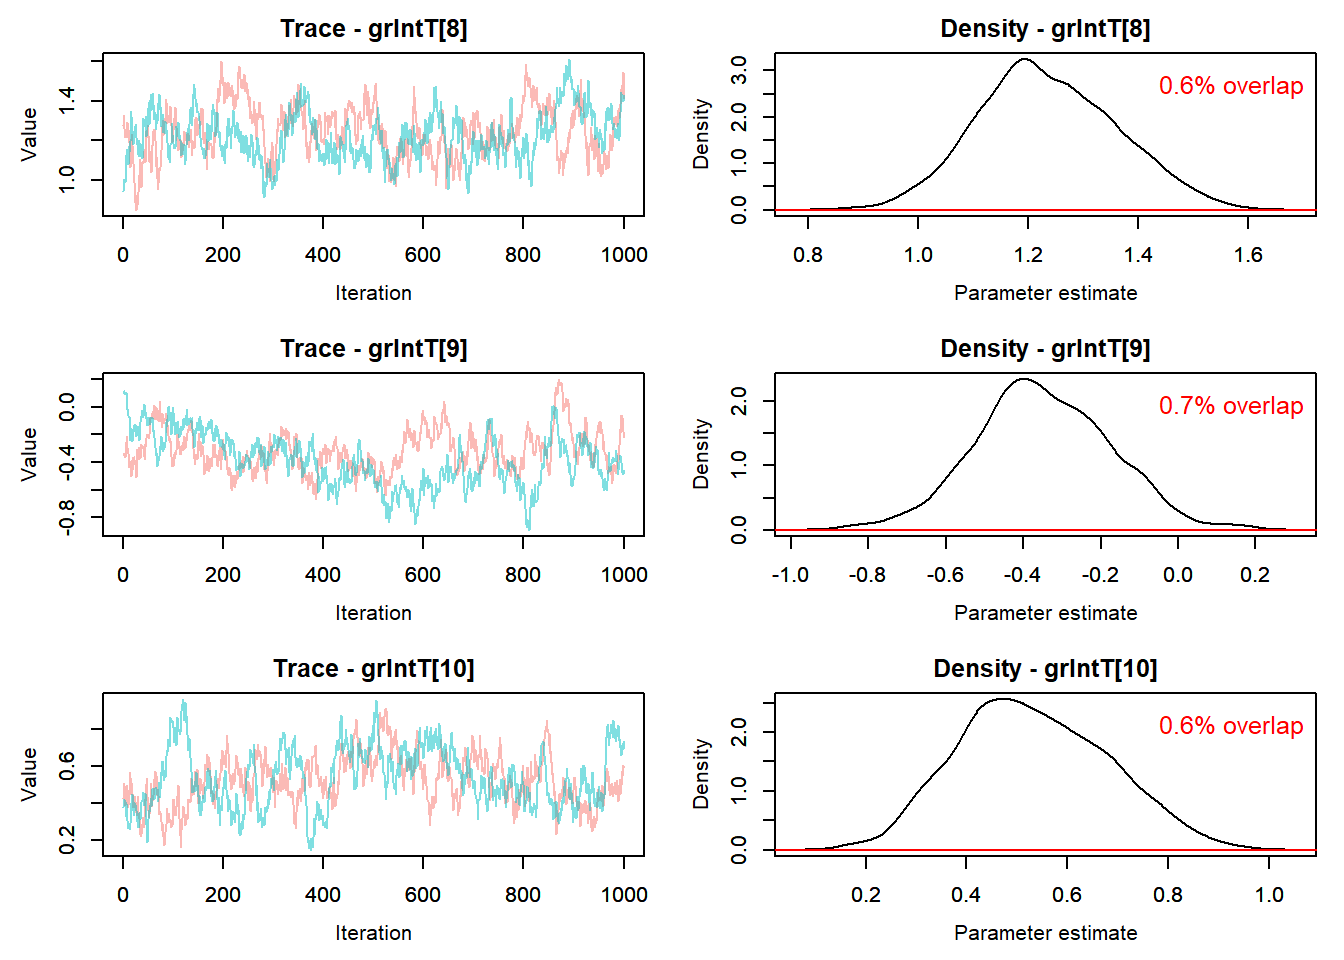 Trace - grIntT[8]
Value
1.0 1.4
0 200 400 600 800 1000
Iteration
Density - grIntT[8]
0.6% overlap
Density
0.0 1.0 2.0 3.0
0.8 1.0 1.2 1.4 1.6
Parameter estimate
Trace - grIntT[9]
Value
-0.8 -0.4 0.0
0 200 400 600 800 1000
Iteration
Density - grIntT[9]
0.7% overlap
Density
0.0 1.0 2.0
-1.0 -0.8 -0.6 -0.4 -0.2 0.0 0.2
Parameter estimate
Trace - grIntT[10]
Value
0.2 0.6
0 200 400 600 800 1000
Iteration
Density - grIntT[10]
0.6% overlap
Density
0.0 1.0 2.0
0.2 0.4 0.6 0.8 1.0
Parameter estimate